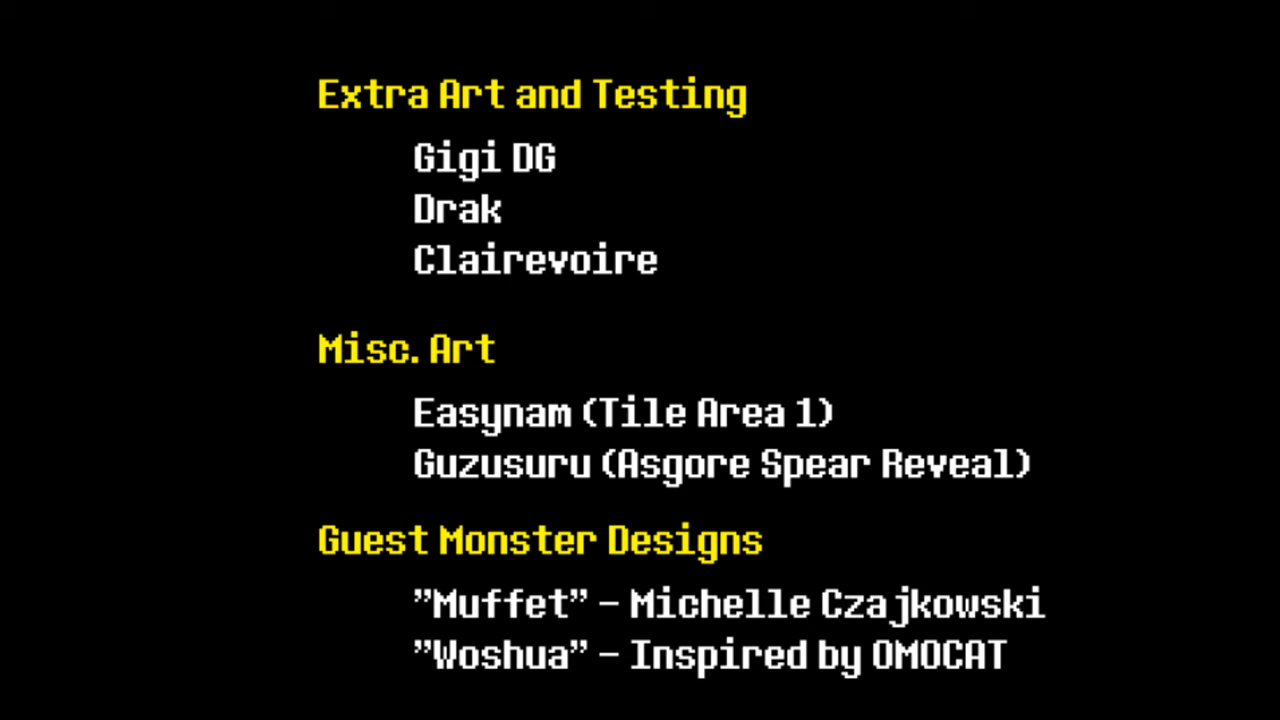 Extra Art and Testing
Gigi DG
Drak
Clairevoire
Misc. Art
Easynam (Tile Area 1)
Guzusuru (Asgore Spear Reveal)
Guest Monster Designs
”Muffet” – Michelle Czajkowski
”Woshua” – Inspired by OMOCAT